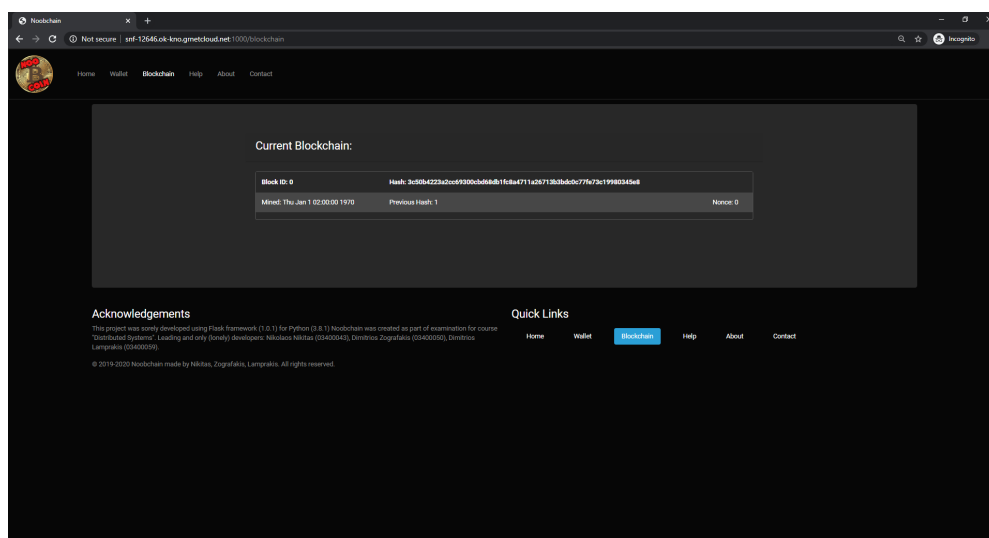 Noobchain
Not secure | snf-12646.ok-kno.grnetcloud.net:1000/blockchain
Incognito
NOO
B
COIN
Home Wallet Blockchain Help About Contact
Current Blockchain:
Block ID: 0 Hash: 3c50b4223a2cc69300cbd68db1fc8a4711a26713b3bdc0c77fe73c19980345e8
Mined: Thu Jan 1 02:00:00 1970 Previous Hash: 1 Nonce: 0
Acknowledgements
This project was sorely developed using Flask framework (1.0.1) for Python (3.8.1) Noobchain was created as part of examination for course
"Distributed Systems". Leading and only (lonely) developers: Nikolaos Nikitas (03400043), Dimitrios Zografakis (03400050), Dimitrios
Lamprakis (03400059).
© 2019-2020 Noobchain made by Nikitas, Zografakis, Lamprakis. All rights reserved.
Quick Links
Home Wallet Blockchain Help About Contact